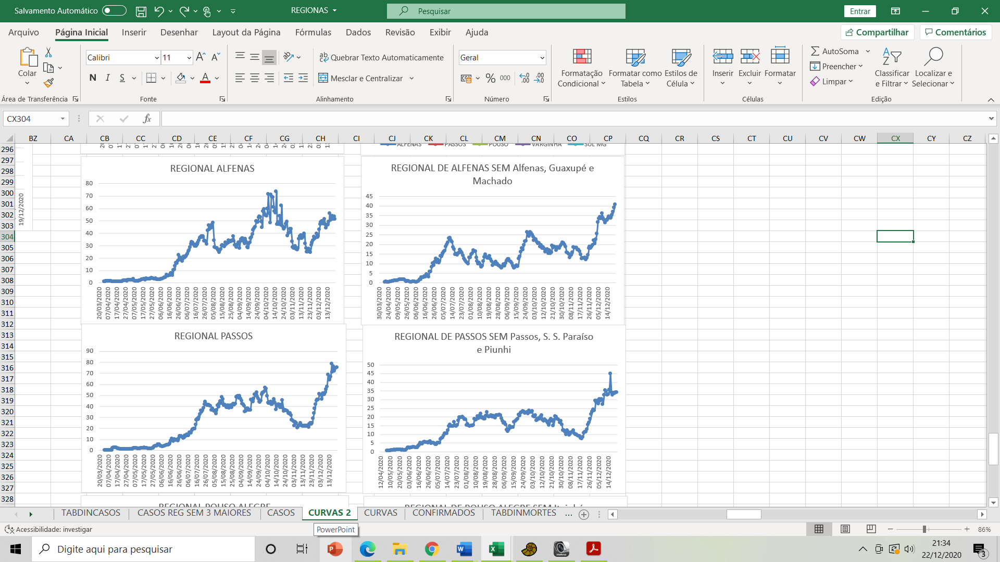 Salvamento Automático
REGIONAS
Pesquisar
Entrar
Arquivo
Página Inicial
Inserir
Desenhar
Layout da Página
Fórmulas
Dados
Revisão
Exibir
Ajuda
Compartilhar
Comentários
Colar
Calibri
11
N I S
Quebrar Texto Automaticamente
Mesclar e Centralizar
Geral
% 000
Formatação Condicional
Formatar como Tabela
Estilos de Célula
Inserir
Excluir
Formatar
AutoSoma
Preencher
Limpar
Classificar e Filtrar
Localizar e Selecionar
Área de Transferência
Fonte
Alinhamento
Número
Estilos
Células
Edição
CX304
fx
BZ CA CB CC CD CE CF CG CH CI CJ CK CL CM CN CO CP CQ CR CS CT CU CV CW CX CY CZ
296
297
298
299
300
301
302
303
304
305
306
307
308
309
310
311
312
313
314
315
316
317
318
319
320
321
322
323
324
325
326
327
328
19/12/2020
ALFENAS PASSOS POUSO VARGINHA SUL MG
REGIONAL ALFENAS
80
70
60
50
40
30
20
10
0
20/03/2020 07/04/2020 17/04/2020 27/04/2020 07/05/2020 17/05/2020 27/05/2020 06/06/2020 16/06/2020 26/06/2020 06/07/2020 16/07/2020 26/07/2020 05/08/2020 15/08/2020 25/08/2020 04/09/2020 14/09/2020 24/09/2020 04/10/2020 14/10/2020 24/10/2020 03/11/2020 13/11/2020 23/11/2020 03/12/2020 13/12/2020
REGIONAL DE ALFENAS SEM Alfenas, Guaxupé e
Machado
45
40
35
30
25
20
15
10
5
0
30/03/2020 24/04/2020 09/05/2020 26/05/2020 06/06/2020 16/06/2020 26/06/2020 05/07/2020 14/07/2020 23/07/2020 01/08/2020 10/08/2020 19/08/2020 28/08/2020 06/09/2020 15/09/2020 24/09/2020 03/10/2020 12/10/2020 21/10/2020 30/10/2020 08/11/2020 17/11/2020 26/11/2020 05/12/2020 14/12/2020
REGIONAL PASSOS
90
80
70
60
50
40
30
20
10
0
20/03/2020 07/04/2020 17/04/2020 27/04/2020 07/05/2020 17/05/2020 27/05/2020 06/06/2020 16/06/2020 26/06/2020 06/07/2020 16/07/2020 26/07/2020 05/08/2020 15/08/2020 25/08/2020 04/09/2020 14/09/2020 24/09/2020 04/10/2020 14/10/2020 24/10/2020 03/11/2020 13/11/2020 23/11/2020 03/12/2020 13/12/2020
REGIONAL DE PASSOS SEM Passos, S. S. Paraíso
e Piunhi
50
45
40
35
30
25
20
15
10
5
0
12/04/2020 10/05/2020 20/05/2020 03/06/2020 16/06/2020 26/06/2020 05/07/2020 14/07/2020 23/07/2020 01/08/2020 10/08/2020 19/08/2020 28/08/2020 06/09/2020 15/09/2020 24/09/2020 03/10/2020 12/10/2020 21/10/2020 30/10/2020 08/11/2020 17/11/2020 26/11/2020 05/12/2020 14/12/2020
REGIONAL POUSO ALEGRE
REGIONAL DE POUSO ALEGRE SEM
TABDINCASOS
CASOS REG SEM 3 MAIORES
CASOS
CURVAS 2
CURVAS
CONFIRMADOS
TABDINMORTES
...
Acessibilidade: investigar
PowerPoint
86%
Digite aqui para pesquisar
21:34
22/12/2020
3